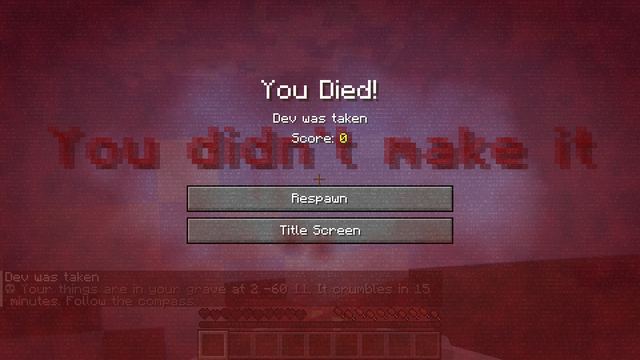 You Died!
Dev was taken
Score: 0
You didn't make it
Respawn
Title Screen
Dev was taken
☠ Your things are in your grave at 2 -60 11. It crumbles in 15
minutes. Follow the compass.